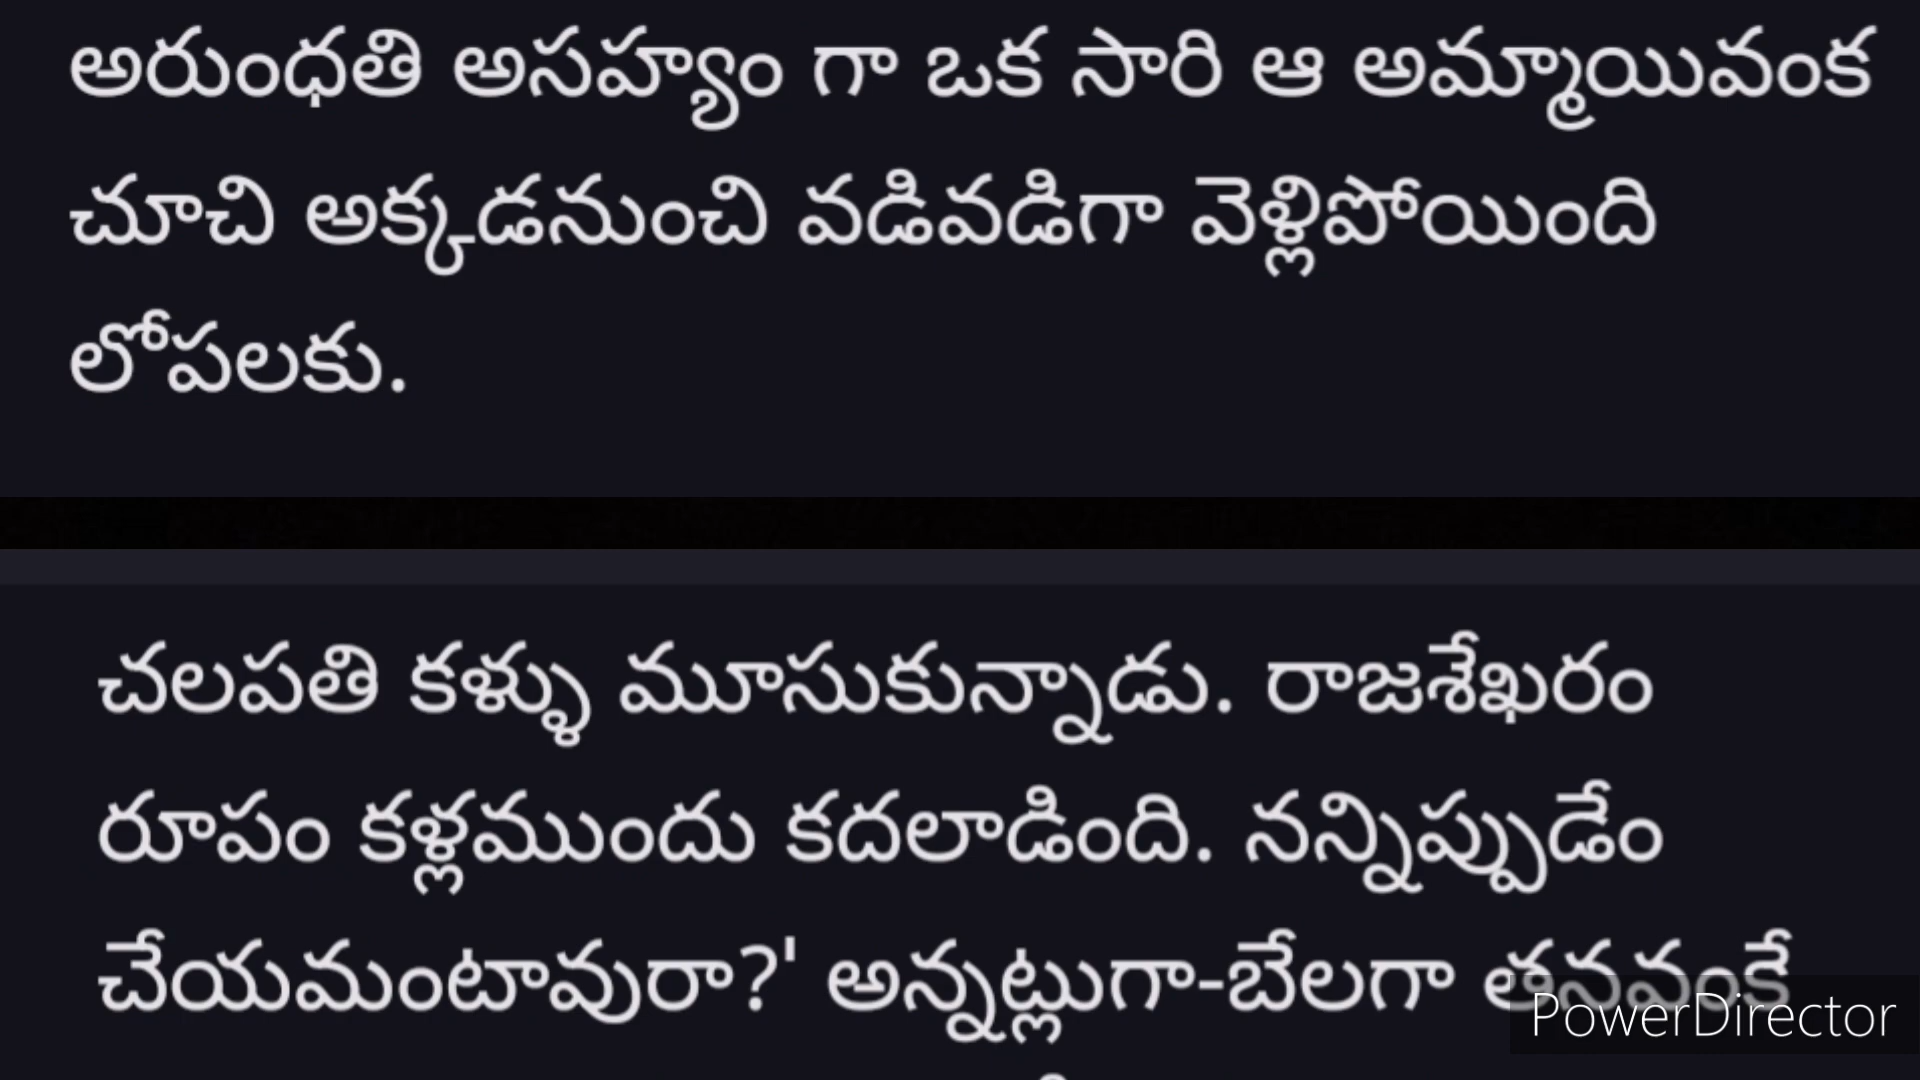 అరుంధతి అసహ్యం గా ఒక సారి ఆ అమ్మాయివంక
చూచి అక్కడనుంచి వడివడిగా వెళ్లిపోయింది
లోపలకు.
చలపతి కళ్ళు మూసుకున్నాడు. రాజశేఖరం
రూపం కళ్లముందు కదలాడింది. నన్నిప్పుడేం
చేయమంటావురా?' అన్నట్లుగా-బేలగా తనవంకే
PowerDirector